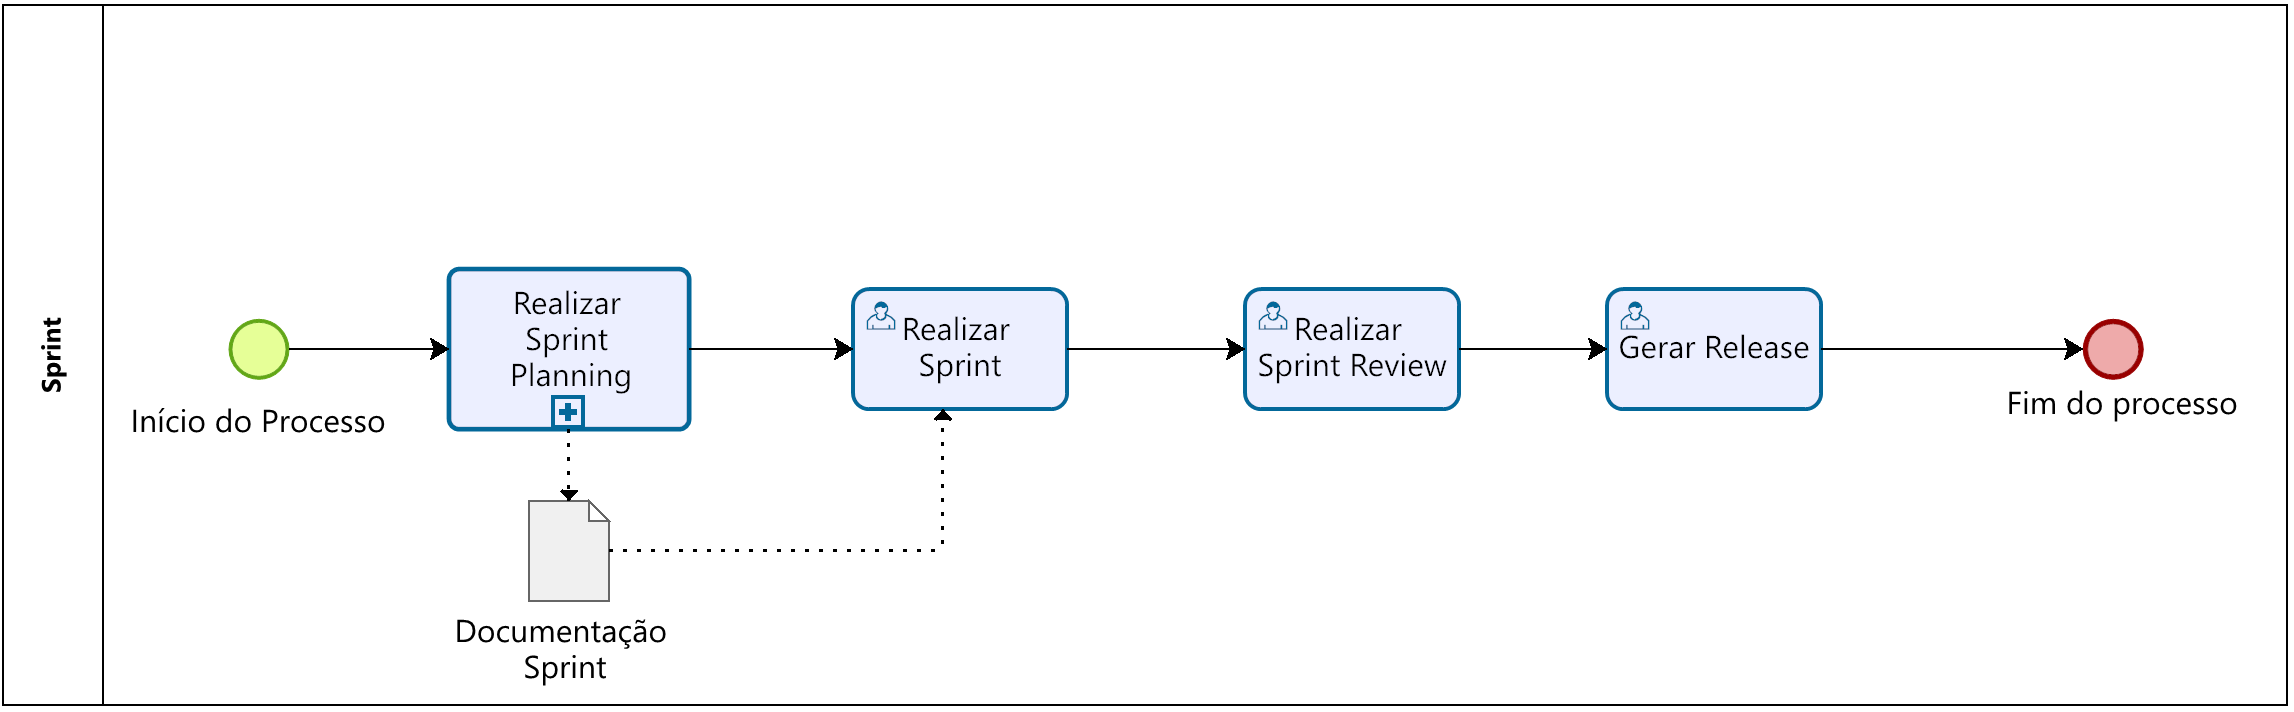 Sprint
Início do Processo
Realizar
Sprint
Planning
Documentação
Sprint
Realizar
Sprint
Realizar
Sprint Review
Gerar Release
Fim do processo